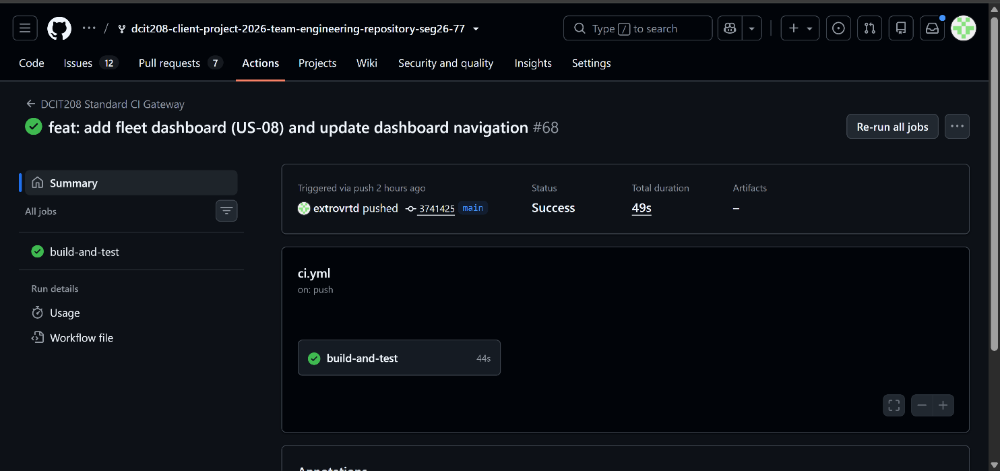 ··· / dcit208-client-project-2026-team-engineering-repository-seg26-77 Type / to search
Code Issues 12 Pull requests 7 Actions Projects Wiki Security and quality Insights Settings
← DCIT208 Standard CI Gateway
feat: add fleet dashboard (US-08) and update dashboard navigation #68
Re-run all jobs ···
Summary
All jobs
build-and-test
Run details
Usage
Workflow file
Triggered via push 2 hours ago
extrovrtd pushed 3741425 main
Status
Success
Total duration
49s
Artifacts
–
ci.yml
on: push
build-and-test 44s
Annotations